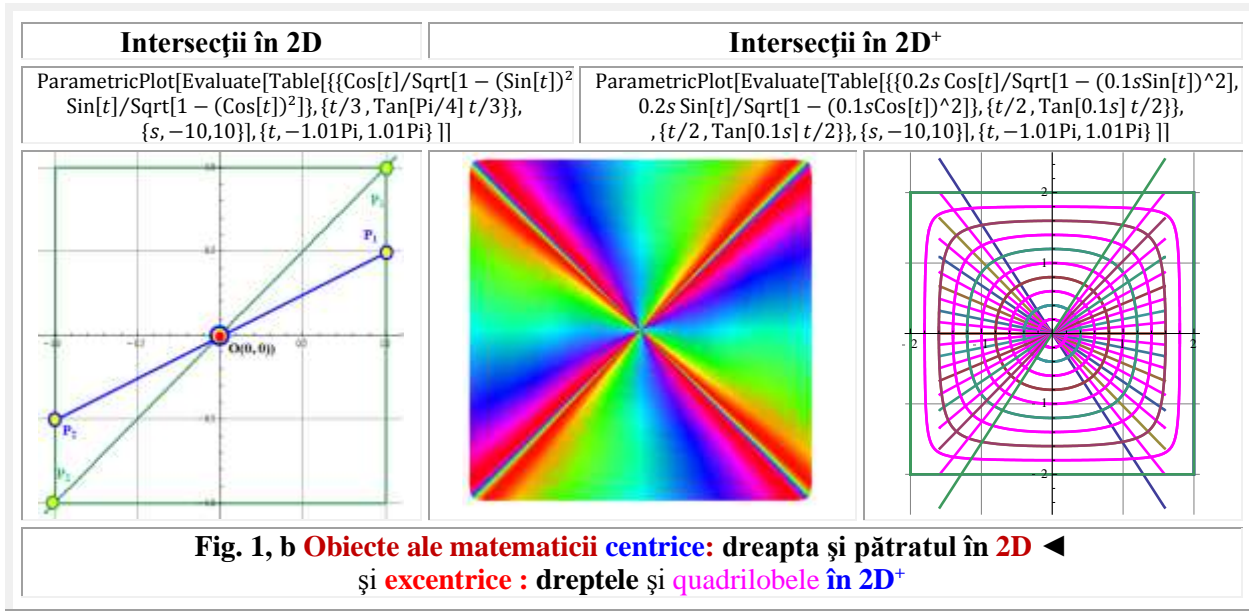 Intersecţii în 2D
Intersecţii în 2D⁺
ParametricPlot[Evaluate[Table[{{Cos[t]/Sqrt[1 − (Sin[t])²
Sin[t]/Sqrt[1 − (Cos[t])²]}, {t/3 , Tan[Pi/4] t/3}},
{s, −10,10}], {t, −1.01Pi, 1.01Pi} ]]
ParametricPlot[Evaluate[Table[{{0.2s Cos[t]/Sqrt[1 − (0.1sSin[t])^2],
0.2s Sin[t]/Sqrt[1 − (0.1sCos[t])^2]}, {t/2 , Tan[0.1s] t/2}},
, {t/2 , Tan[0.1s] t/2}}, {s, −10,10}], {t, −1.01Pi, 1.01Pi} ]]
P₁
O(0, 0))
P₂
2
1
- 2
- 1
1
2
- 1
- 2
Fig. 1, b Obiecte ale matematicii centrice: dreapta şi pătratul în 2D ◄
şi excentrice : dreptele şi quadrilobele în 2D⁺